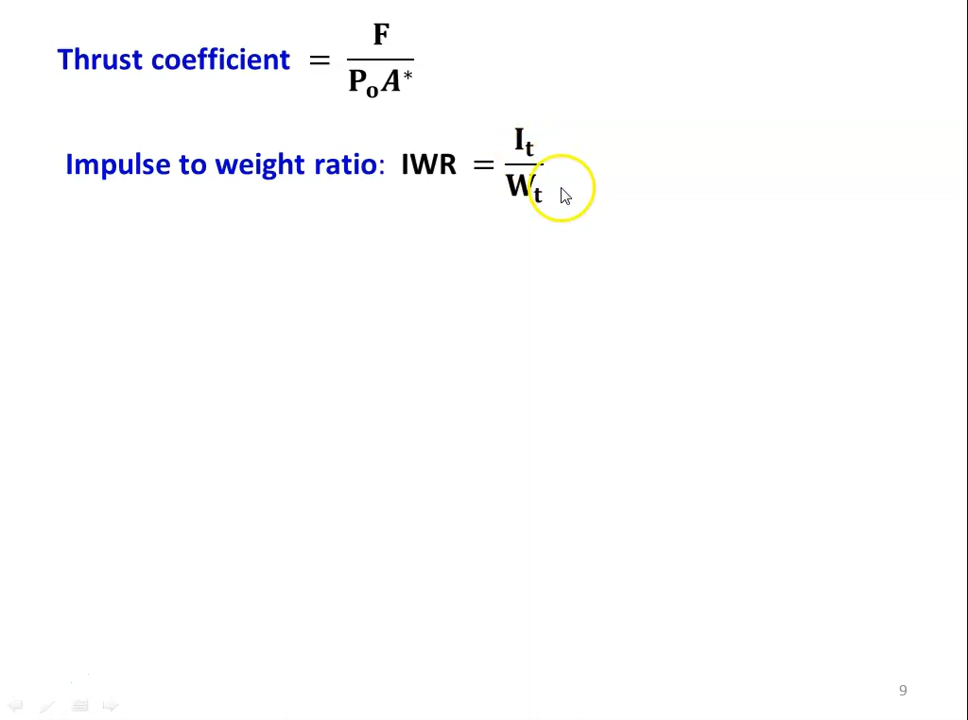 Thrust coefficient = F / P₀A*
Impulse to weight ratio: IWR = Iₜ / Wₜ
9